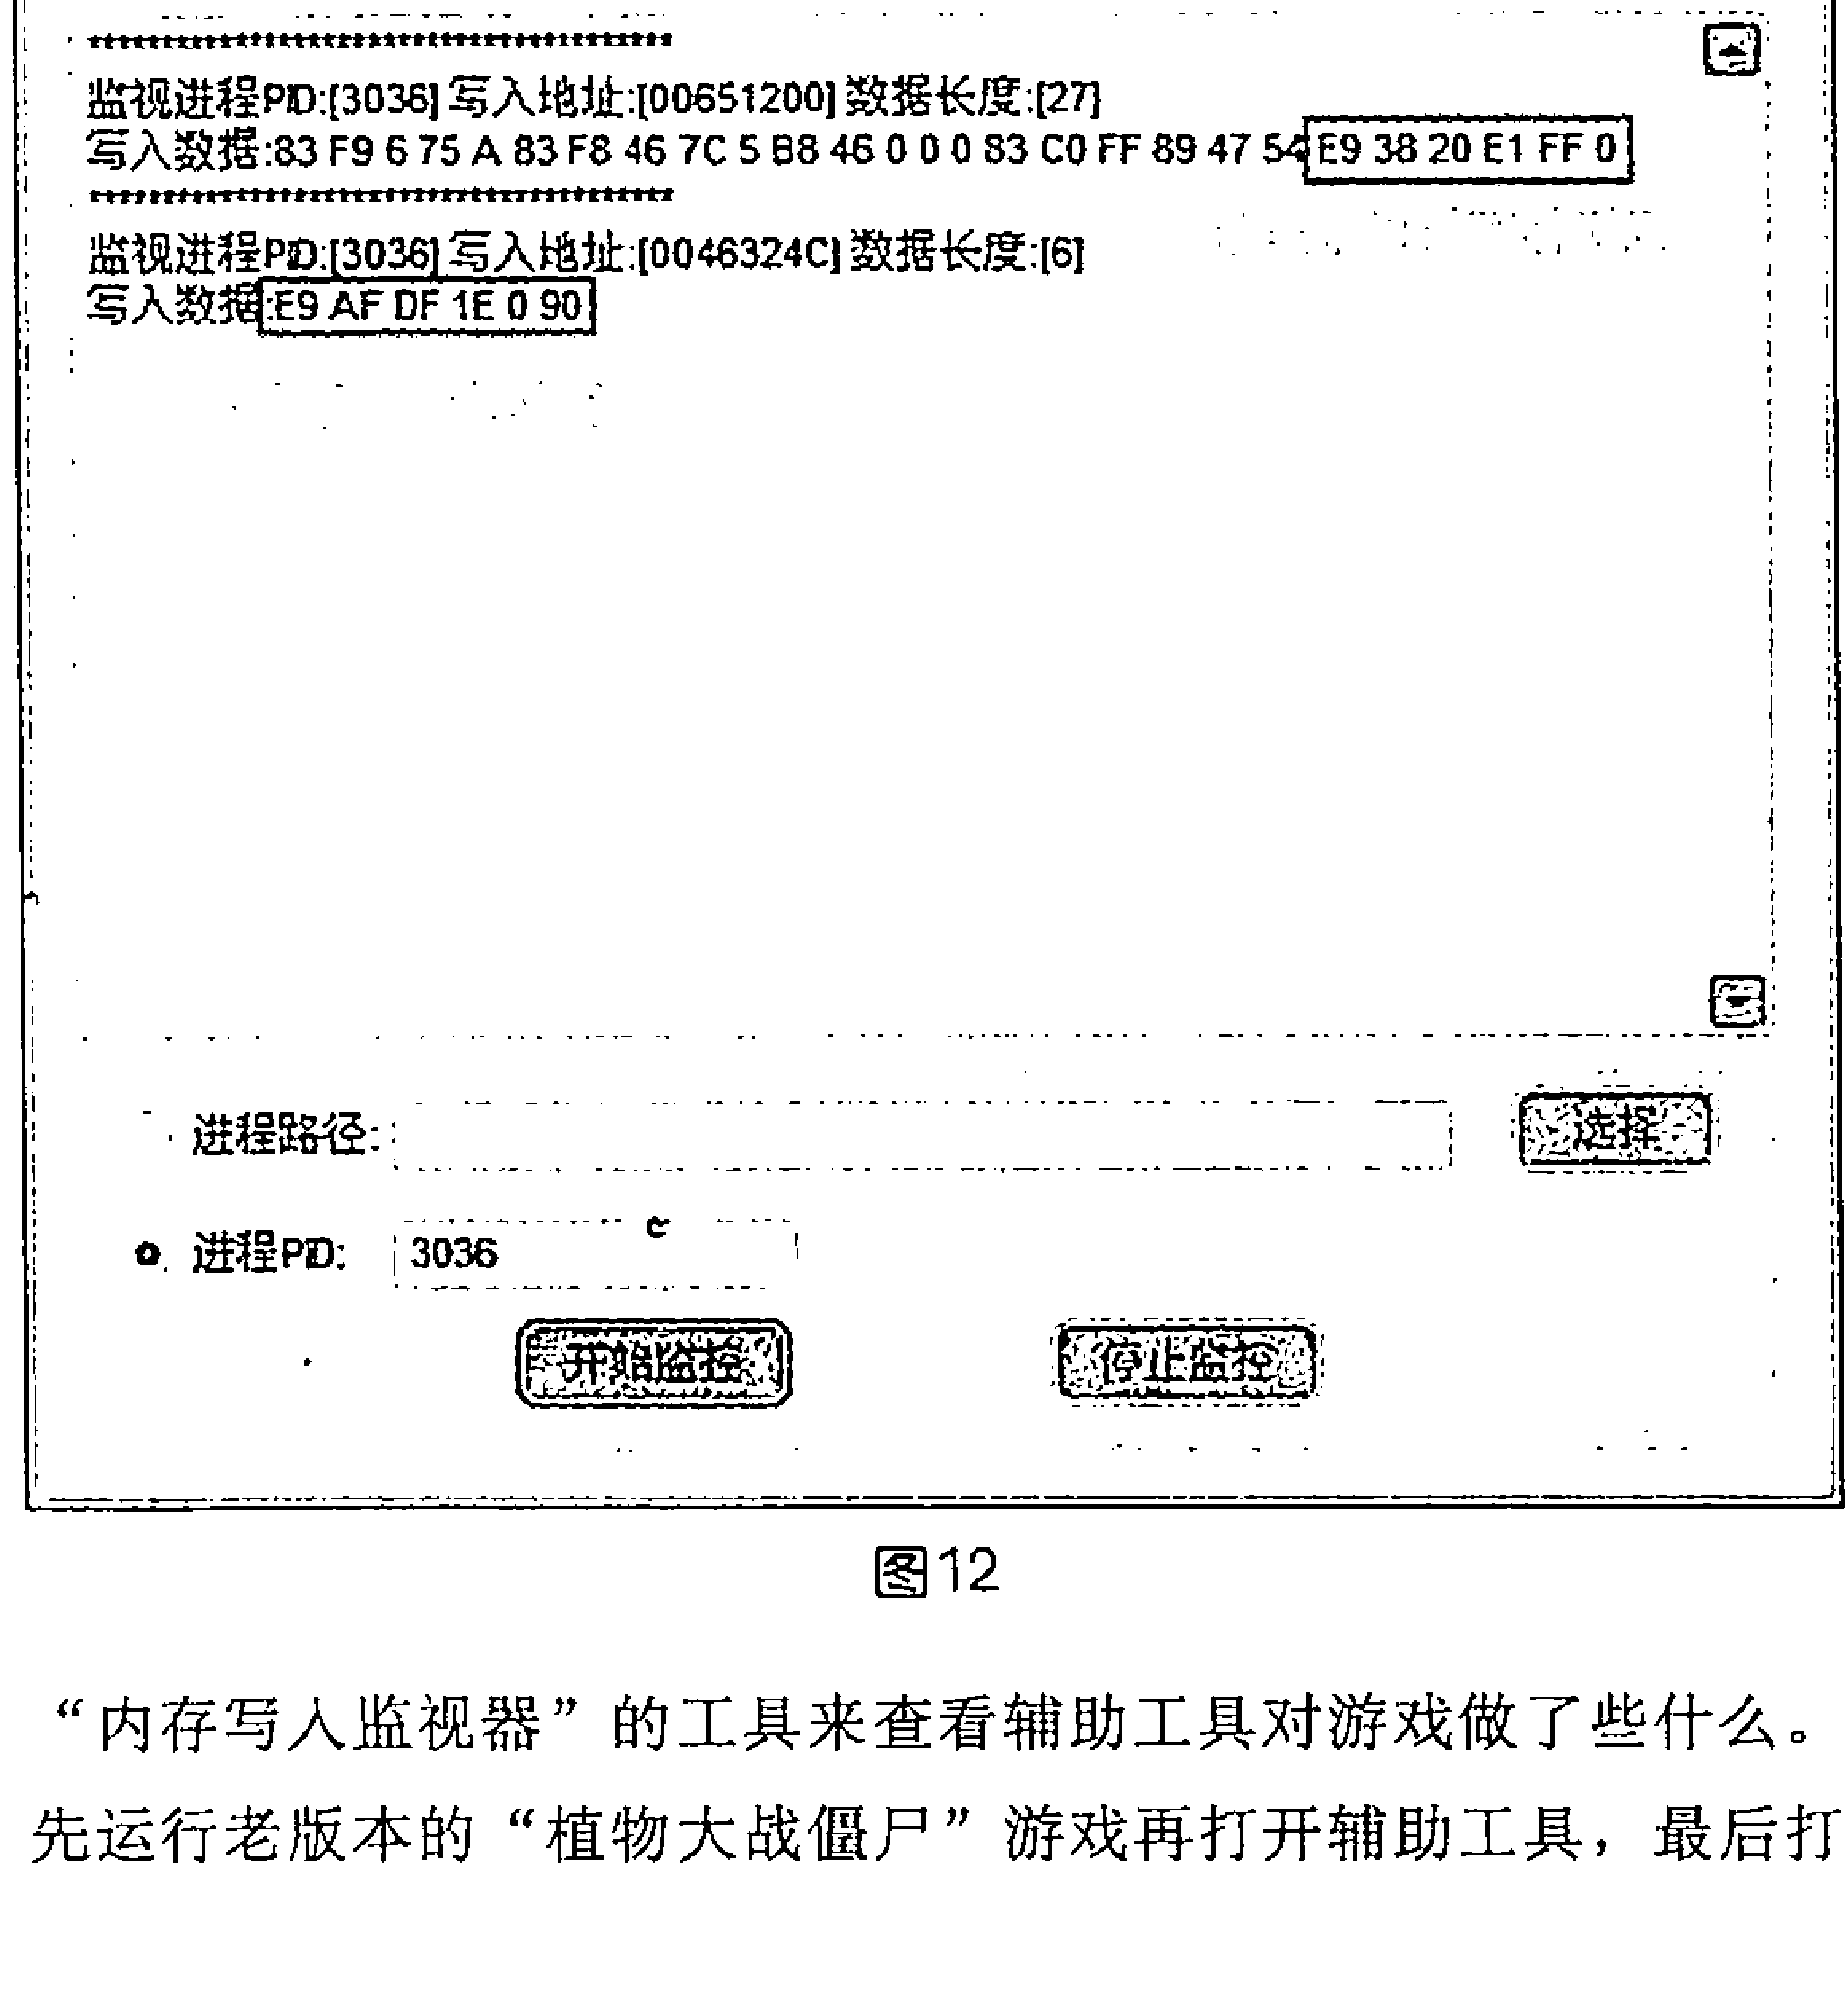 ****************************************
监视进程PID:[3036] 写入地址:[00651200] 数据长度:[27]
写入数据:83 F9 6 75 A 83 F8 46 7C 5 B8 46 0 0 0 83 C0 FF 89 47 54 E9 38 20 E1 FF 0
****************************************
监视进程PID:[3036] 写入地址:[0046324C] 数据长度:[6]
写入数据:E9 AF DF 1E 0 90
进程路径: 选择
进程PID: 3036
开始监控 停止监控
图12
“内存写入监视器”的工具来查看辅助工具对游戏做了些什么。
先运行老版本的“植物大战僵尸”游戏再打开辅助工具，最后打